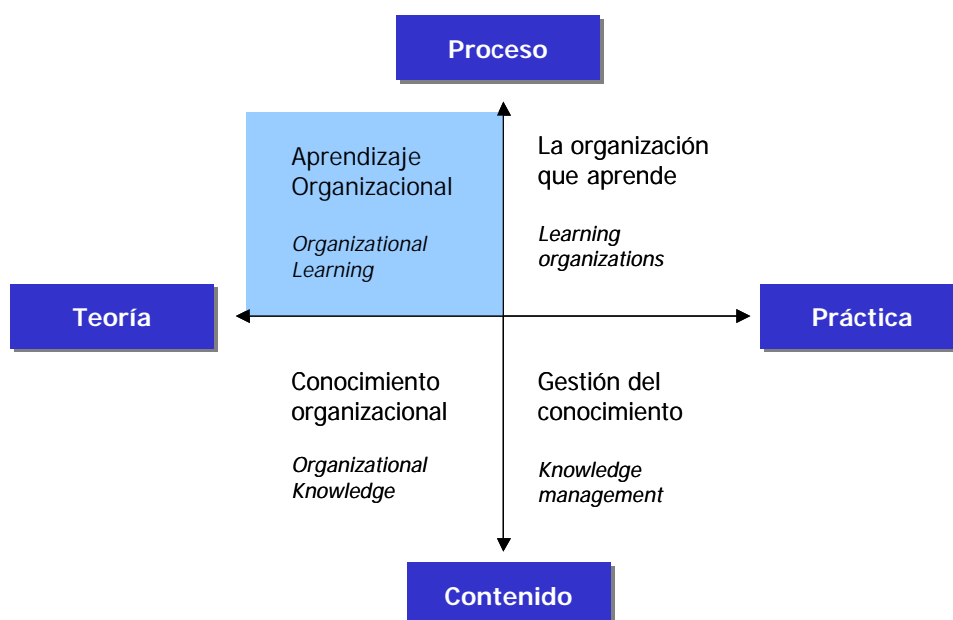 Proceso
Aprendizaje
Organizacional
Organizational
Learning
La organización
que aprende
Learning
organizations
Teoría
Práctica
Conocimiento
organizacional
Organizational
Knowledge
Gestión del
conocimiento
Knowledge
management
Contenido